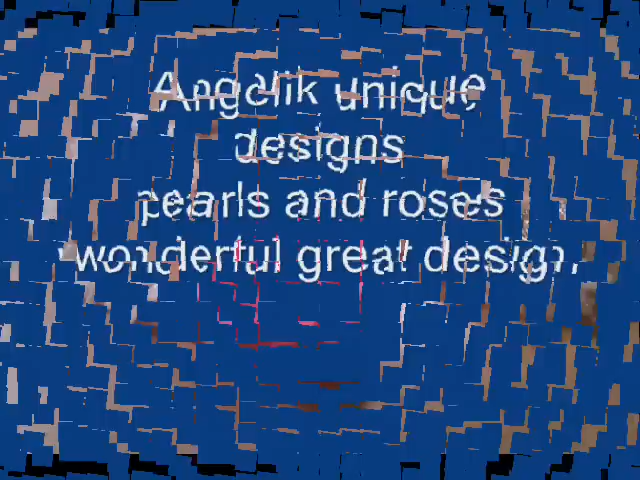 Angelik unique
designs
pearls and roses
wonderful great design.